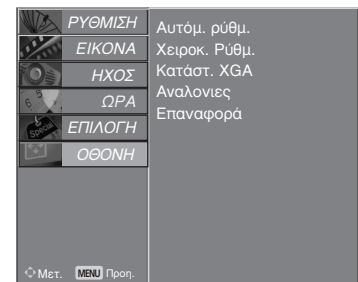 ΡΥΘΜΙΣΗ
ΕΙΚΟΝΑ
ΗΧΟΣ
ΩΡΑ
ΕΠΙΛΟΓΗ
ΟΘΟΝΗ
Αυτόμ. ρύθμ.
Χειροκ. Ρύθμ.
Κατάστ. XGA
Αναλονιες
Επαναφορά
Μετ. MENU Προη.